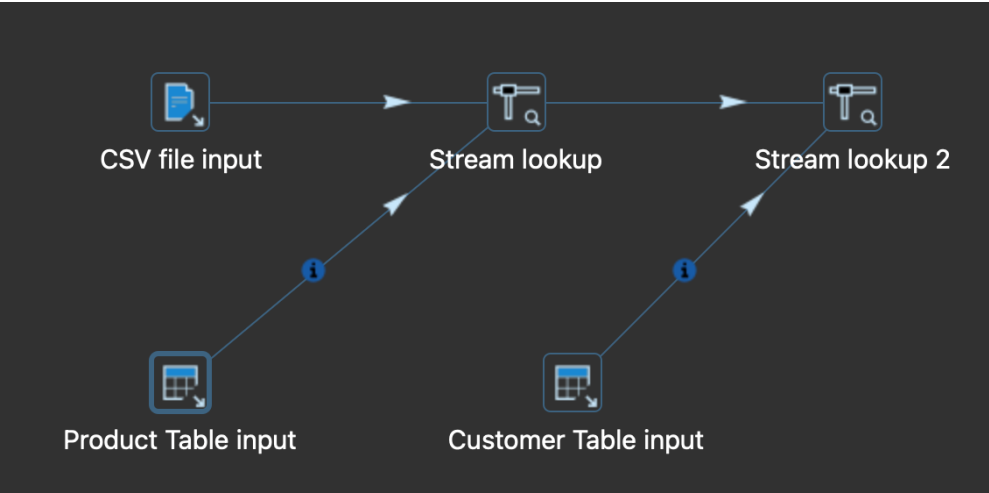 CSV file input
Stream lookup
Stream lookup 2
Product Table input
Customer Table input